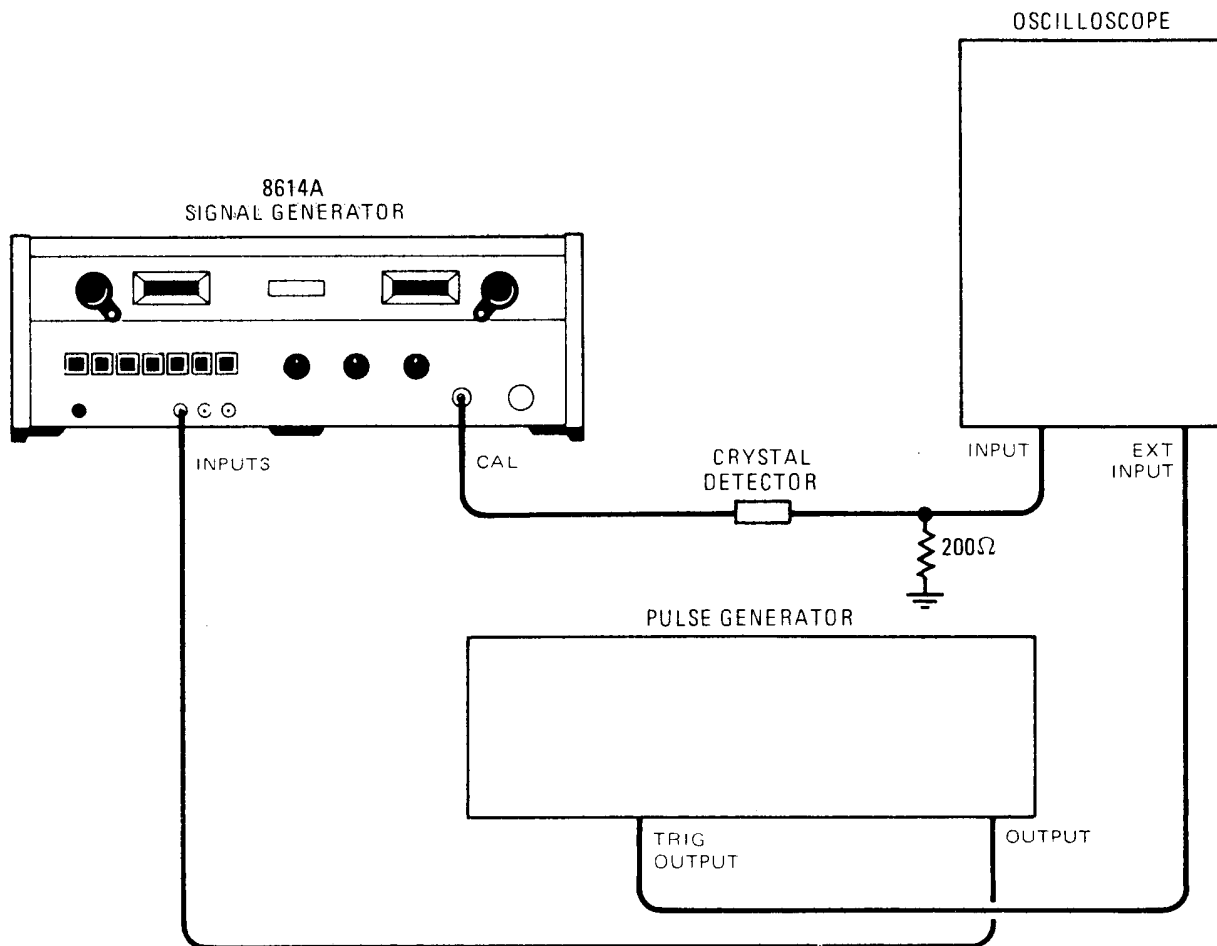 OSCILLOSCOPE
8614A
SIGNAL GENERATOR
INPUTS
CAL
CRYSTAL
DETECTOR
INPUT
EXT
INPUT
200Ω
PULSE GENERATOR
TRIG
OUTPUT
OUTPUT